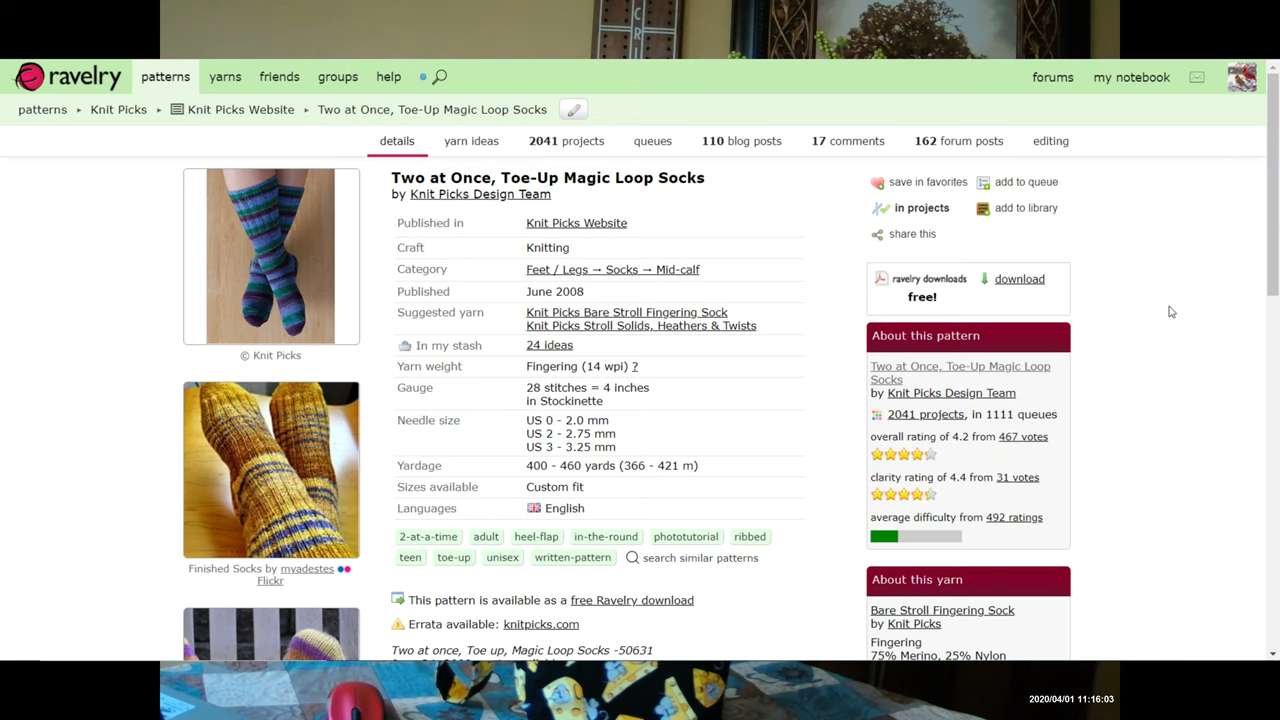 CRI
ravelry
patterns
yarns
friends
groups
help
forums
my notebook
patterns ▸ Knit Picks ▸ Knit Picks Website ▸ Two at Once, Toe-Up Magic Loop Socks
details
yarn ideas
2041 projects
queues
110 blog posts
17 comments
162 forum posts
editing
© Knit Picks
Finished Socks by myadestes
Flickr
Two at Once, Toe-Up Magic Loop Socks
by Knit Picks Design Team
Published in Knit Picks Website
Craft Knitting
Category Feet / Legs → Socks → Mid-calf
Published June 2008
Suggested yarn Knit Picks Bare Stroll Fingering Sock
Knit Picks Stroll Solids, Heathers & Twists
In my stash 24 ideas
Yarn weight Fingering (14 wpi) ?
Gauge 28 stitches = 4 inches
in Stockinette
Needle size US 0 - 2.0 mm
US 2 - 2.75 mm
US 3 - 3.25 mm
Yardage 400 - 460 yards (366 - 421 m)
Sizes available Custom fit
Languages English
2-at-a-time adult heel-flap in-the-round phototutorial ribbed
teen toe-up unisex written-pattern search similar patterns
This pattern is available as a free Ravelry download
Errata available: knitpicks.com
Two at once, Toe up, Magic Loop Socks -50631
save in favorites
add to queue
in projects
add to library
share this
ravelry downloads
download
free!
About this pattern
Two at Once, Toe-Up Magic Loop
Socks
by Knit Picks Design Team
2041 projects, in 1111 queues
overall rating of 4.2 from 467 votes
clarity rating of 4.4 from 31 votes
average difficulty from 492 ratings
About this yarn
Bare Stroll Fingering Sock
by Knit Picks
Fingering
75% Merino, 25% Nylon
2020/04/01 11:16:03